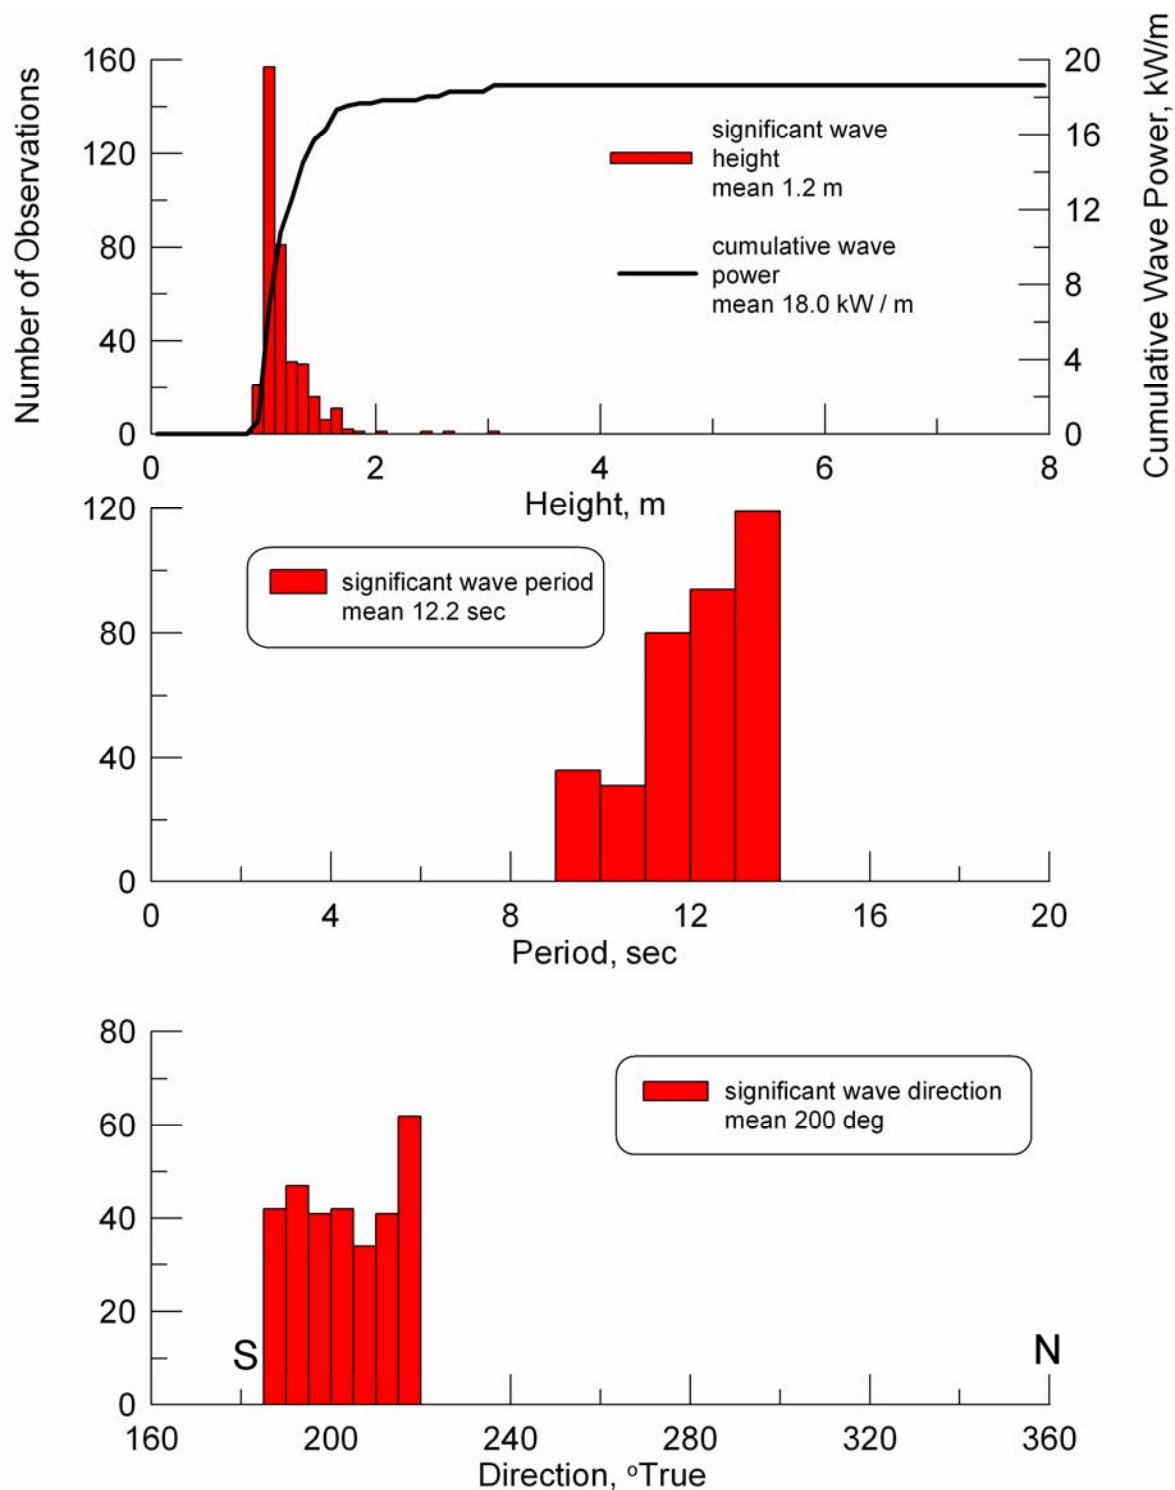 Number of Observations
160
120
80
40
0
20
16
12
8
4
0
Cumulative Wave Power, kW/m
significant wave
height
mean 1.2 m
cumulative wave
power
mean 18.0 kW / m
0 2 4 6 8
Height, m
120
80
40
0
significant wave period
mean 12.2 sec
0 4 8 12 16 20
Period, sec
80
60
40
20
0
significant wave direction
mean 200 deg
S
N
160 200 240 280 320 360
Direction, ºTrue